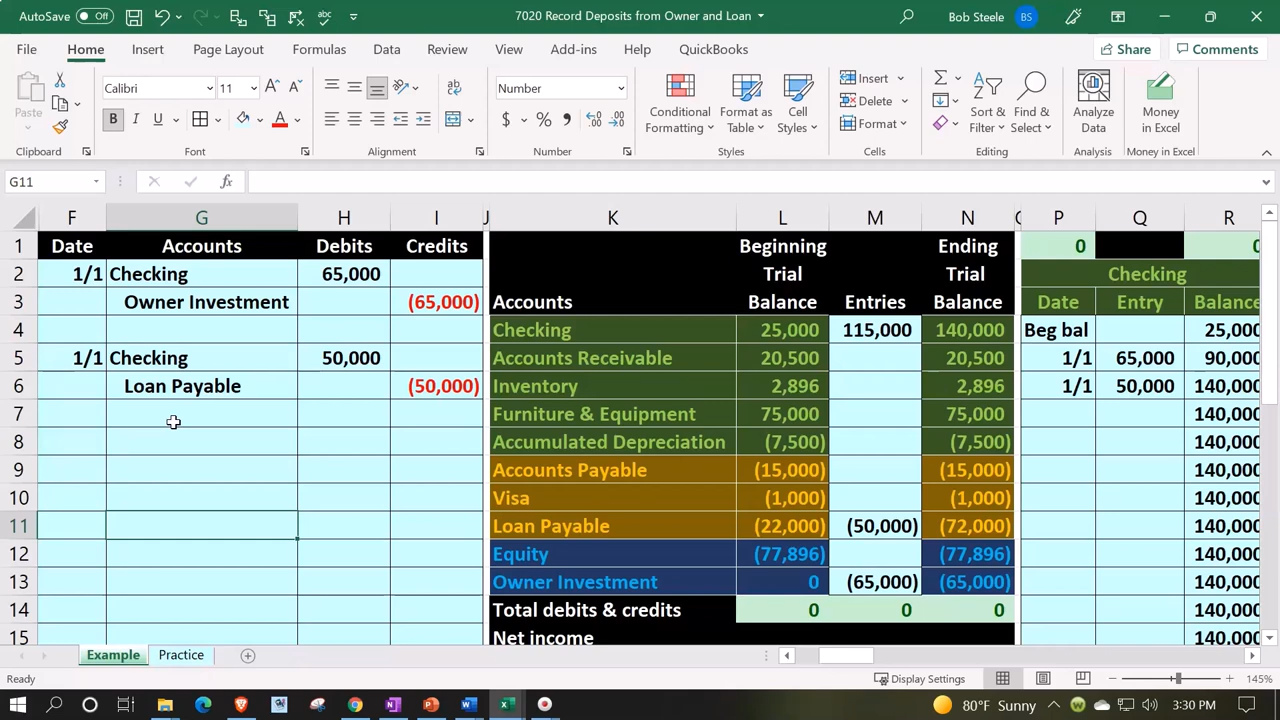 AutoSave Off 7020 Record Deposits from Owner and Loan Bob Steele BS
File Home Insert Page Layout Formulas Data Review View Add-ins Help QuickBooks Share Comments
Calibri 11 Number Insert
Paste B I U $ % Conditional Formatting Format as Table Cell Styles Delete Sort & Filter Find & Select Analyze Data Money in Excel
Format
Clipboard Font Alignment Number Styles Cells Editing Analysis Money in Excel
G11 fx
F G H I J K L M N P Q R
1 Date Accounts Debits Credits Beginning Ending 0 0
2 1/1 Checking 65,000 Trial Trial Checking
3 Owner Investment (65,000) Accounts Balance Entries Balance Date Entry Balance
4 Checking 25,000 115,000 140,000 Beg bal 25,000
5 1/1 Checking 50,000 Accounts Receivable 20,500 20,500 1/1 65,000 90,000
6 Loan Payable (50,000) Inventory 2,896 2,896 1/1 50,000 140,000
7 Furniture & Equipment 75,000 75,000 140,000
8 Accumulated Depreciation (7,500) (7,500) 140,000
9 Accounts Payable (15,000) (15,000) 140,000
10 Visa (1,000) (1,000) 140,000
11 Loan Payable (22,000) (50,000) (72,000) 140,000
12 Equity (77,896) (77,896) 140,000
13 Owner Investment 0 (65,000) (65,000) 140,000
14 Total debits & credits 0 0 0 140,000
15 Net income 140,000
Example Practice
Ready Display Settings 145%
80°F Sunny 3:30 PM